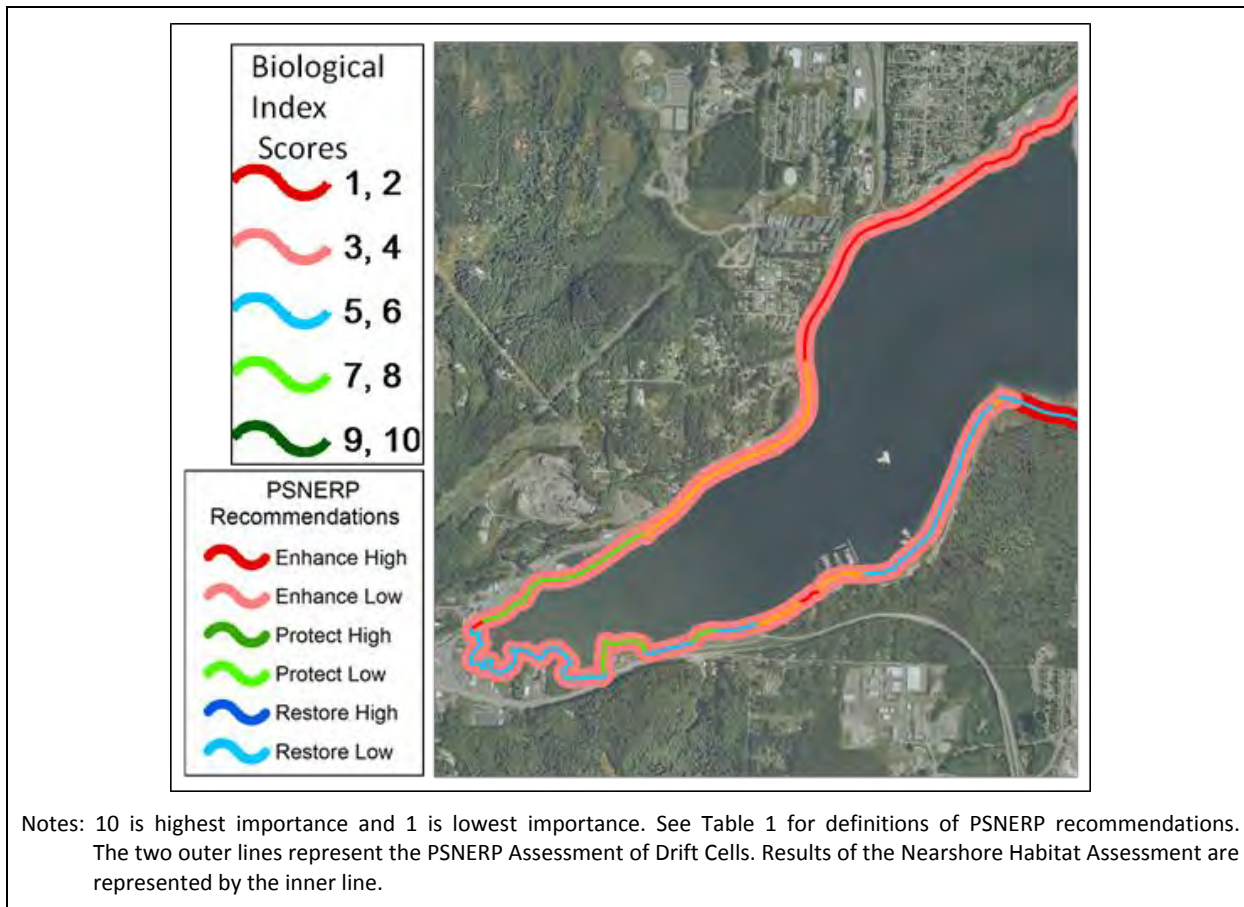 Biological
Index
Scores
1, 2
3, 4
5, 6
7, 8
9, 10
PSNERP
Recommendations
Enhance High
Enhance Low
Protect High
Protect Low
Restore High
Restore Low
Notes: 10 is highest importance and 1 is lowest importance. See Table 1 for definitions of PSNERP recommendations.
The two outer lines represent the PSNERP Assessment of Drift Cells. Results of the Nearshore Habitat Assessment are
represented by the inner line.